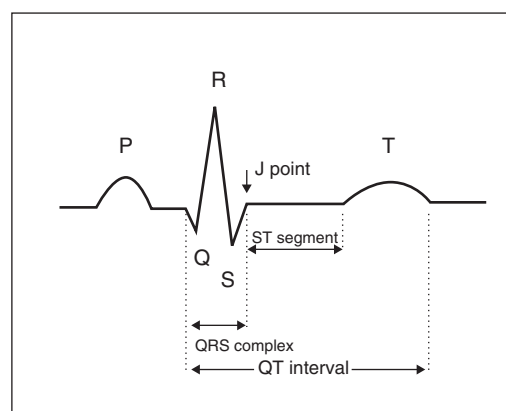 R
P
J point
T
ST segment
Q
S
QRS complex
QT interval